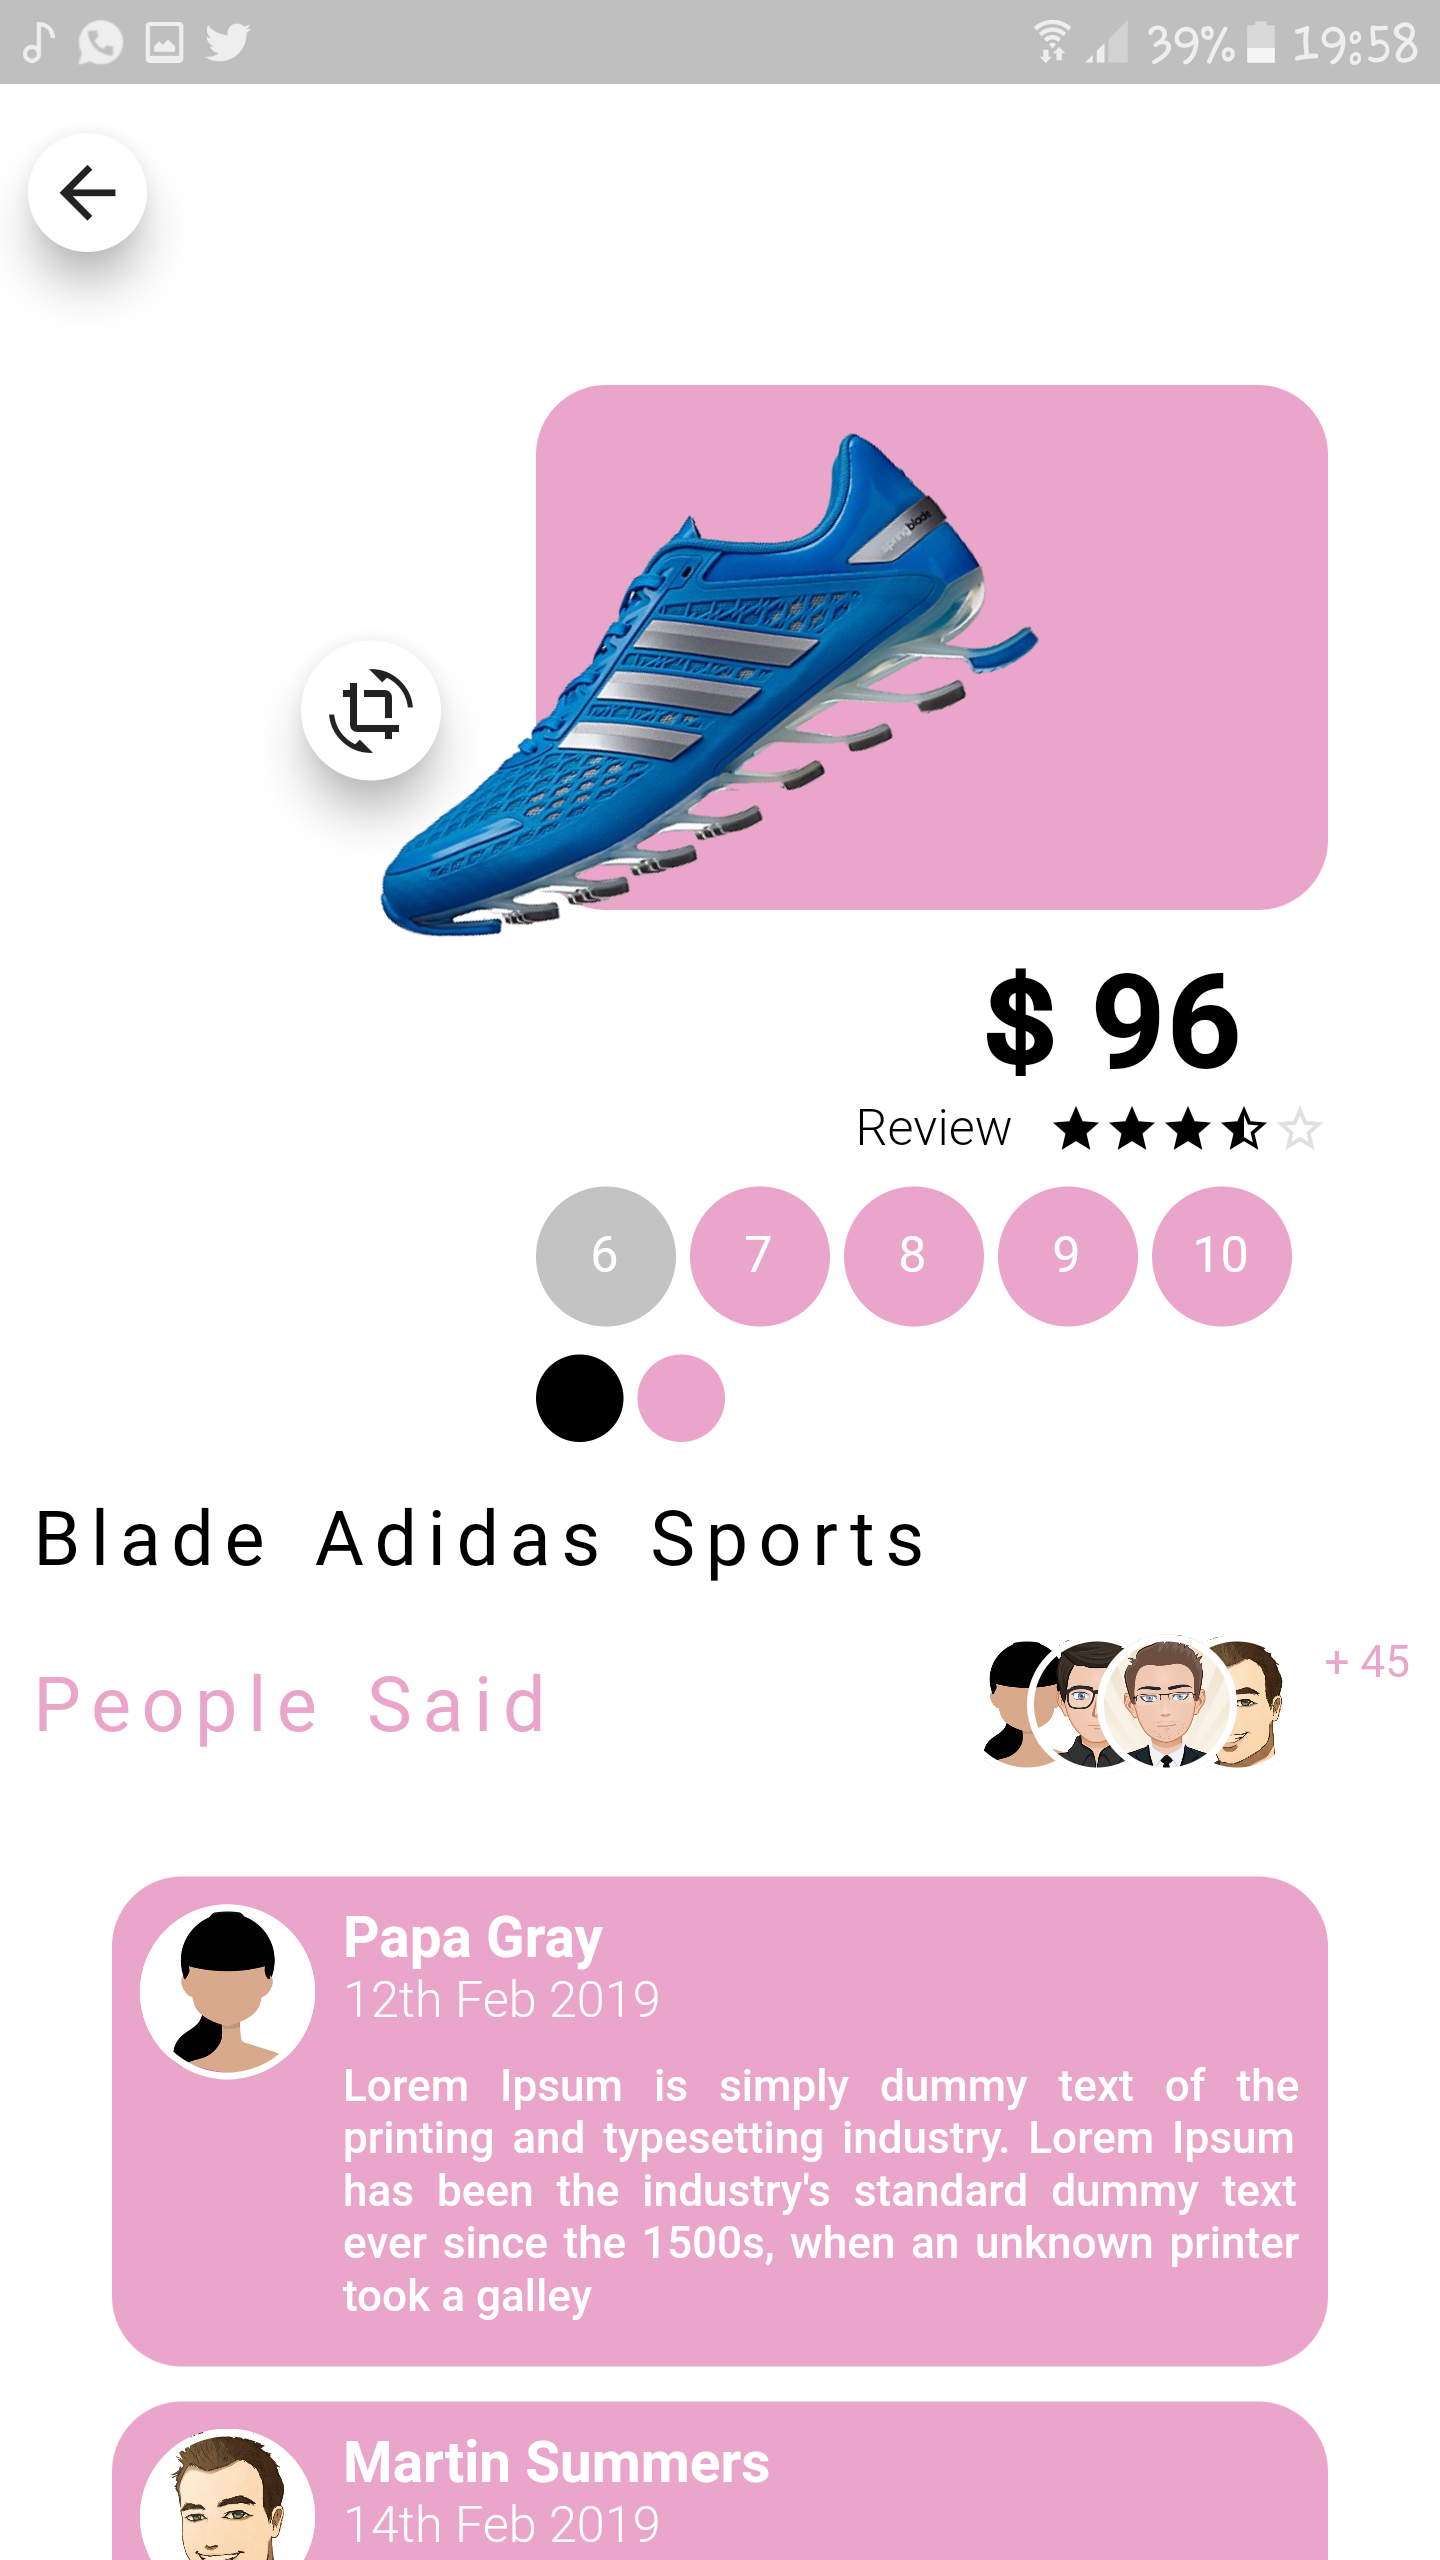 39% 19:58
springblade
$ 96
Review
6 7 8 9 10
Blade Adidas Sports
People Said
+ 45
Papa Gray
12th Feb 2019
Lorem Ipsum is simply dummy text of the
printing and typesetting industry. Lorem Ipsum
has been the industry's standard dummy text
ever since the 1500s, when an unknown printer
took a galley
Martin Summers
14th Feb 2019